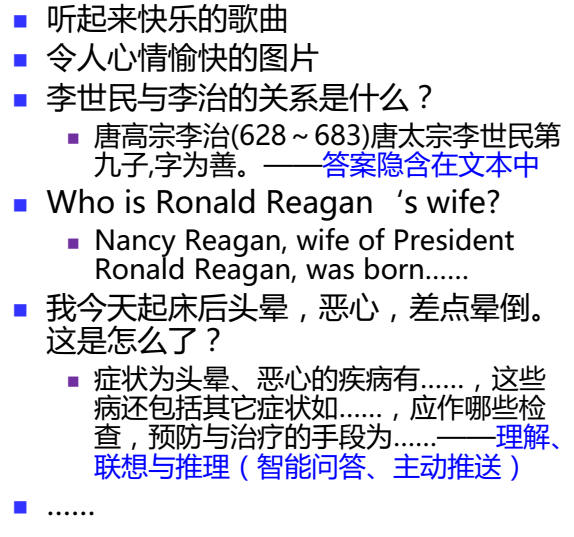 听起来快乐的歌曲
令人心情愉快的图片
李世民与李治的关系是什么？
唐高宗李治(628～683)唐太宗李世民第
九子,字为善。——答案隐含在文本中
Who is Ronald Reagan‘s wife?
Nancy Reagan, wife of President
Ronald Reagan, was born……
我今天起床后头晕，恶心，差点晕倒。
这是怎么了？
症状为头晕、恶心的疾病有……，这些
病还包括其它症状如……，应作哪些检
查，预防与治疗的手段为……——理解、
联想与推理（智能问答、主动推送）
……